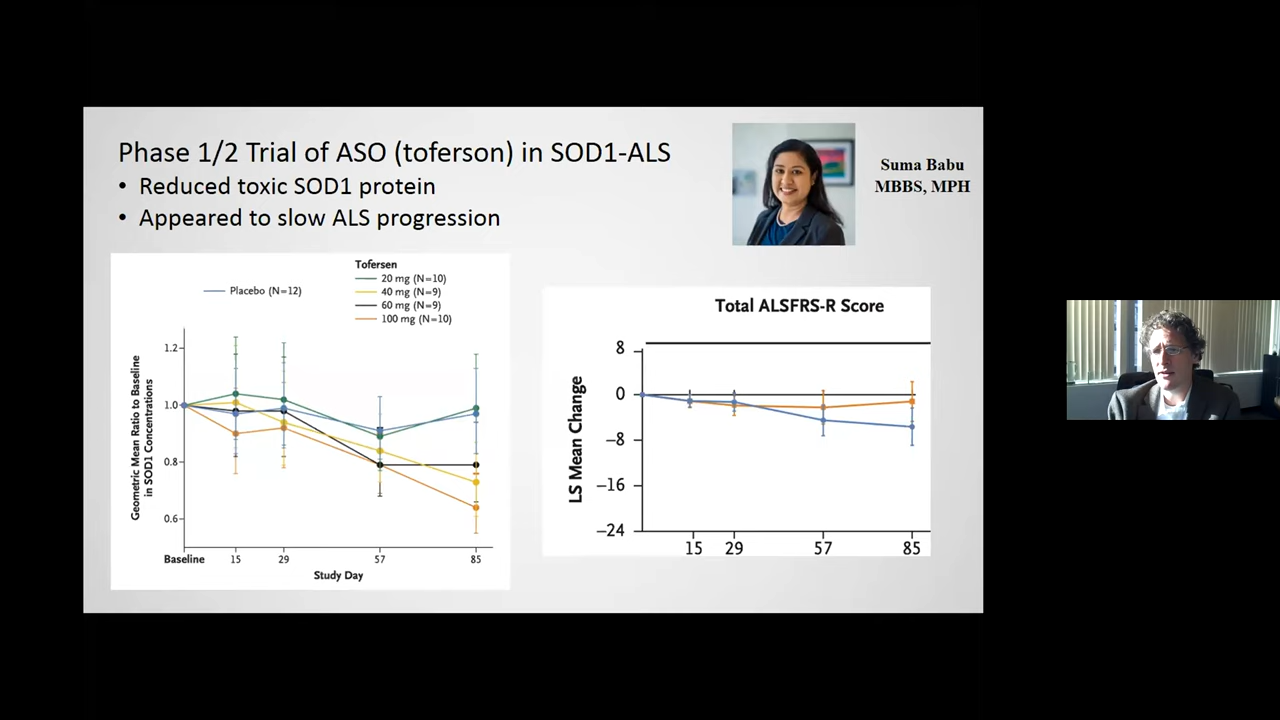 Phase 1/2 Trial of ASO (toferson) in SOD1-ALS
• Reduced toxic SOD1 protein
• Appeared to slow ALS progression
Suma Babu
MBBS, MPH
Placebo (N=12)
Tofersen
20 mg (N=10)
40 mg (N=9)
60 mg (N=9)
100 mg (N=10)
Geometric Mean Ratio to Baseline
in SOD1 Concentrations
1.2
1.0
0.8
0.6
Baseline 15 29 57 85
Study Day
Total ALSFRS-R Score
LS Mean Change
8
0
−8
−16
−24
15 29 57 85